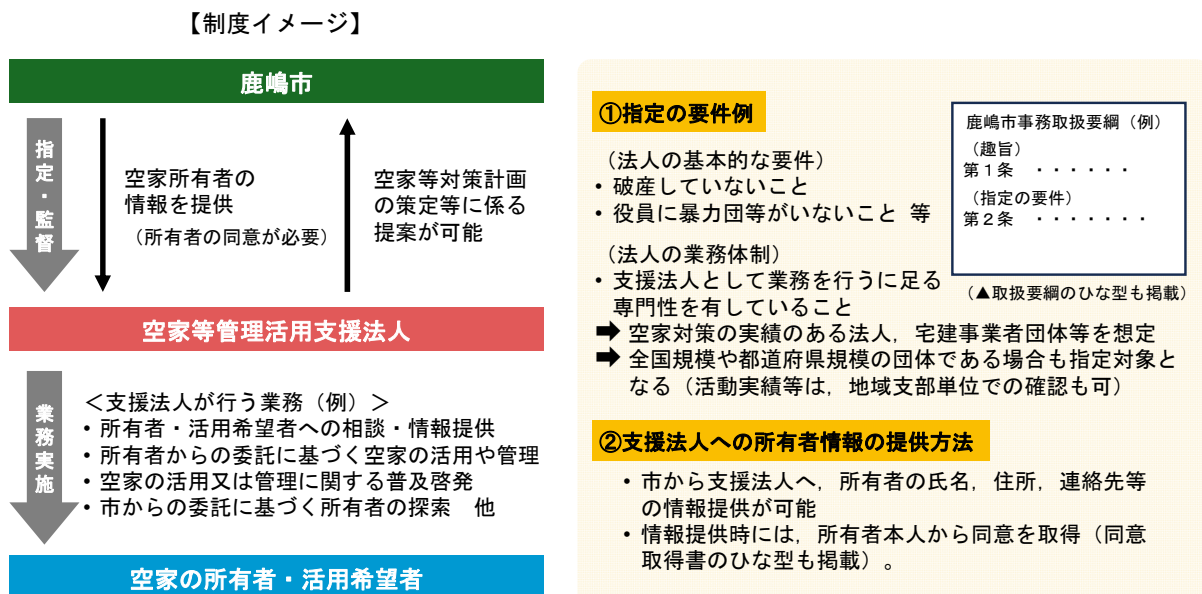 【制度イメージ】
鹿嶋市
指定・監督
空家所有者の
情報を提供
（所有者の同意が必要）
空家等対策計画
の策定等に係る
提案が可能
空家等管理活用支援法人
業務実施
＜支援法人が行う業務（例）＞
・所有者・活用希望者への相談・情報提供
・所有者からの委託に基づく空家の活用や管理
・空家の活用又は管理に関する普及啓発
・市からの委託に基づく所有者の探索　他
空家の所有者・活用希望者
①指定の要件例
（法人の基本的な要件）
・破産していないこと
・役員に暴力団等がいないこと 等
（法人の業務体制）
・支援法人として業務を行うに足る
専門性を有していること
➡ 空家対策の実績のある法人，宅建事業者団体等を想定
➡ 全国規模や都道府県規模の団体である場合も指定対象と
なる（活動実績等は，地域支部単位での確認も可）
鹿嶋市事務取扱要綱（例）
（趣旨）
第１条　・・・・・・
（指定の要件）
第２条　・・・・・・・
（▲取扱要綱のひな型も掲載）
②支援法人への所有者情報の提供方法
・市から支援法人へ，所有者の氏名，住所，連絡先等
の情報提供が可能
・情報提供時には，所有者本人から同意を取得（同意
取得書のひな型も掲載）。